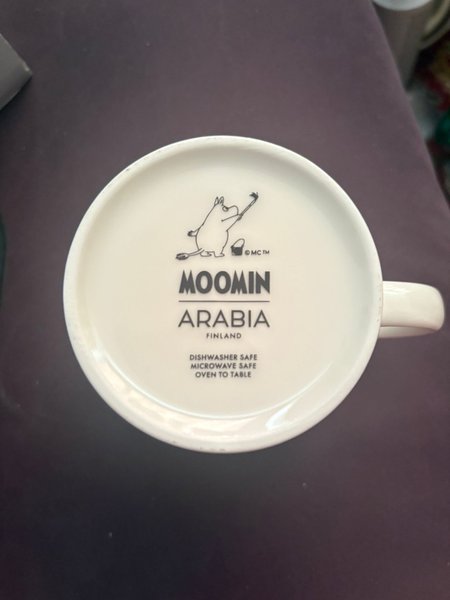 © MC™
MOOMIN
ARABIA
FINLAND
DISHWASHER SAFE
MICROWAVE SAFE
OVEN TO TABLE